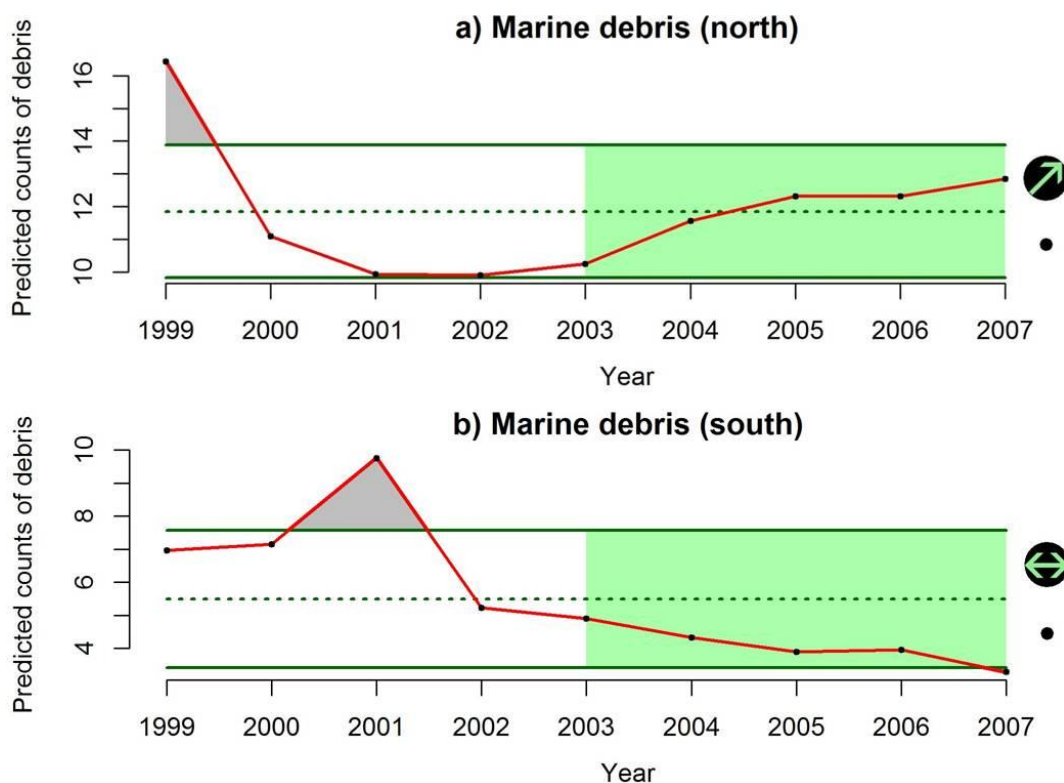 a) Marine debris (north)
Predicted counts of debris
16
14
12
10
1999 2000 2001 2002 2003 2004 2005 2006 2007
Year
b) Marine debris (south)
Predicted counts of debris
10
8
6
4
1999 2000 2001 2002 2003 2004 2005 2006 2007
Year